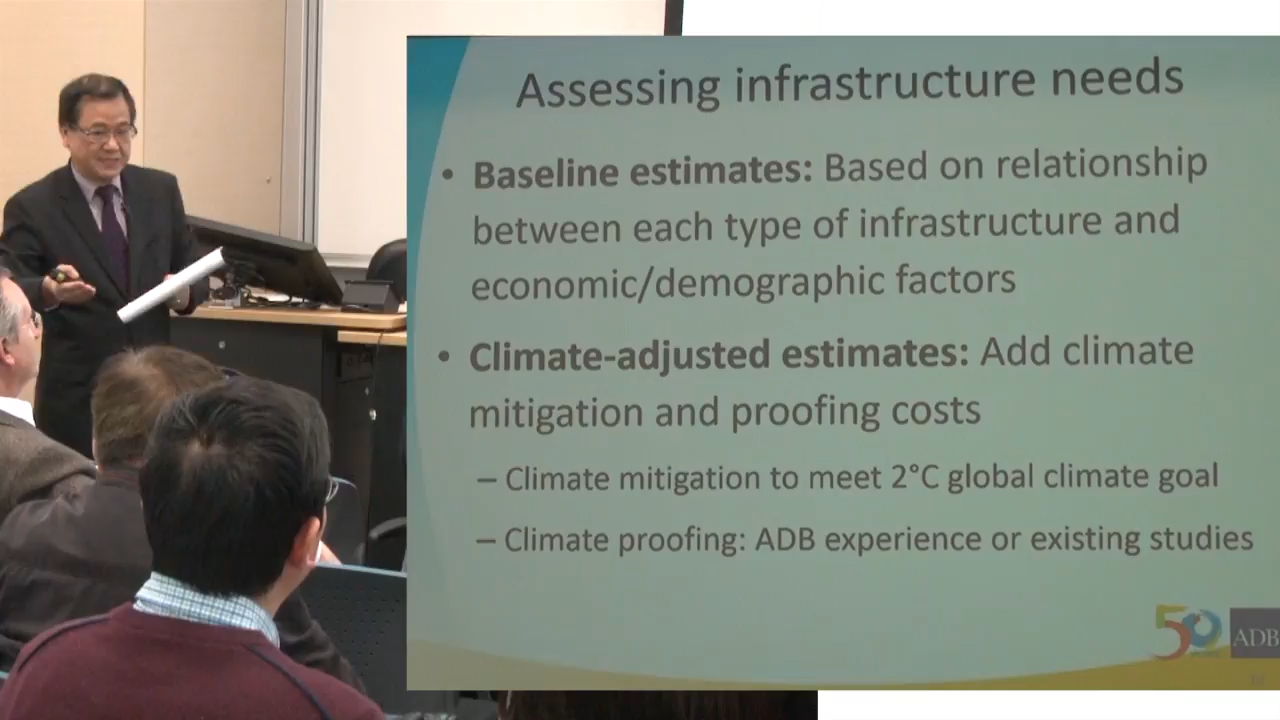 Assessing infrastructure needs
• Baseline estimates: Based on relationship
between each type of infrastructure and
economic/demographic factors
• Climate-adjusted estimates: Add climate
mitigation and proofing costs
– Climate mitigation to meet 2°C global climate goal
– Climate proofing: ADB experience or existing studies
50 ADB